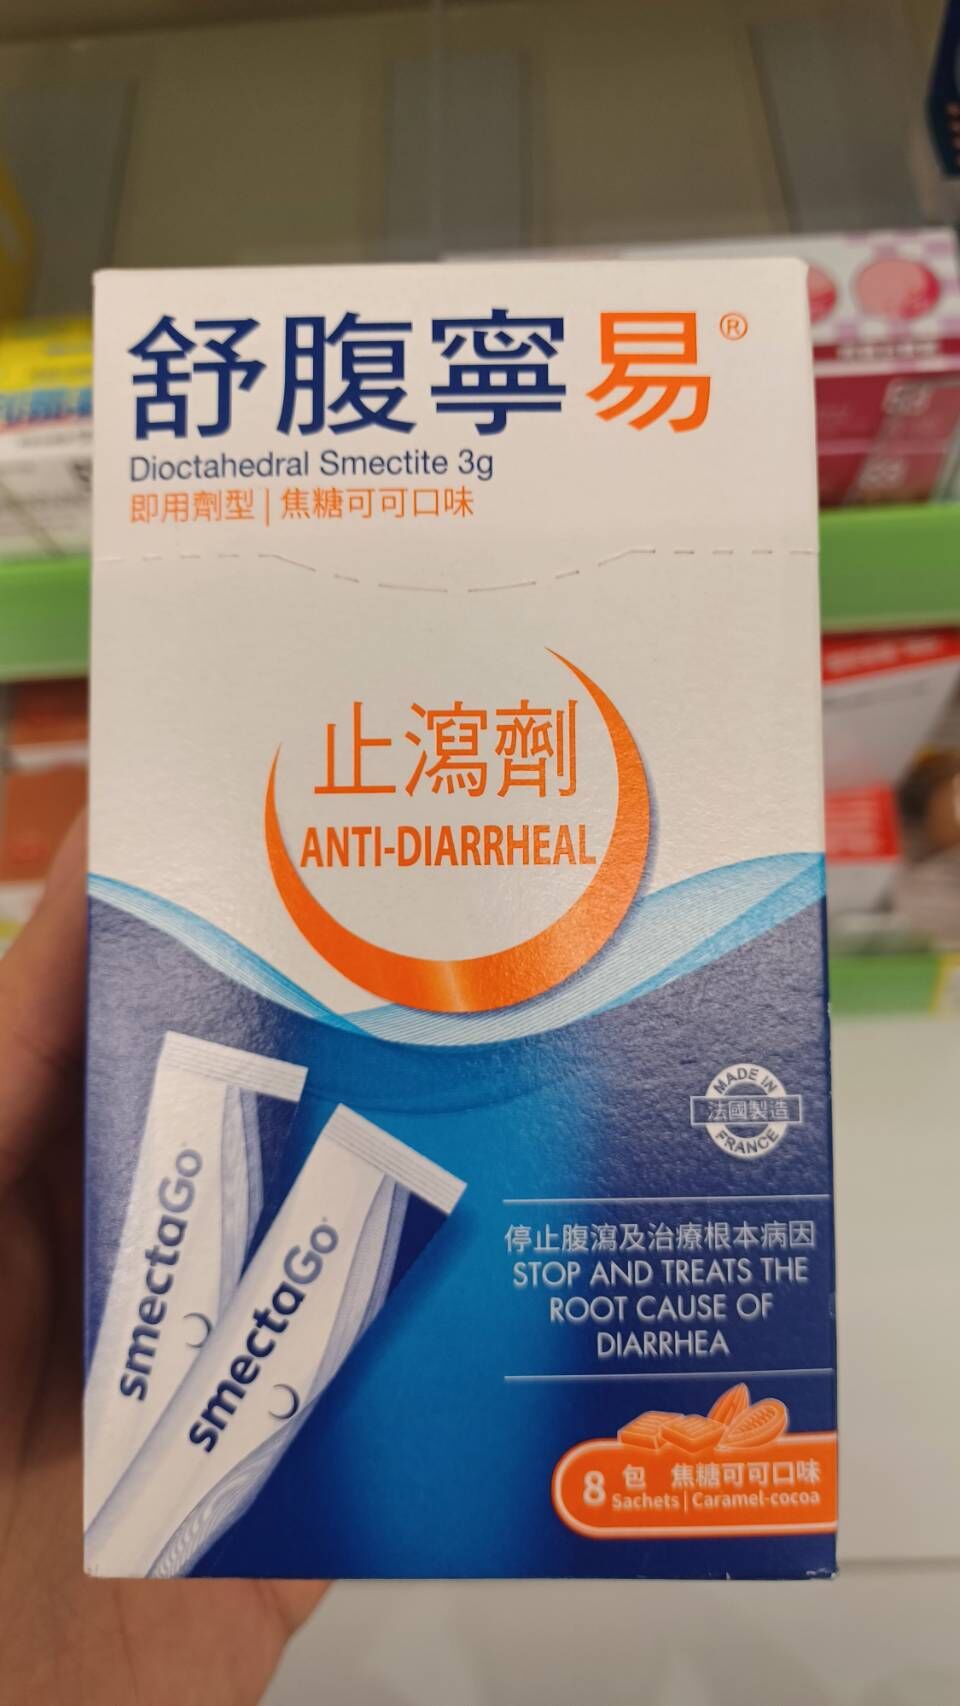 舒腹寧易®
Dioctahedral Smectite 3g
即用劑型 | 焦糖可可口味
止瀉劑
ANTI-DIARRHEAL
MADE IN
法國製造
FRANCE
smectaGo
smectaGo
停止腹瀉及治療根本病因
STOP AND TREATS THE
ROOT CAUSE OF
DIARRHEA
8 包 焦糖可可口味
Sachets | Caramel-cocoa